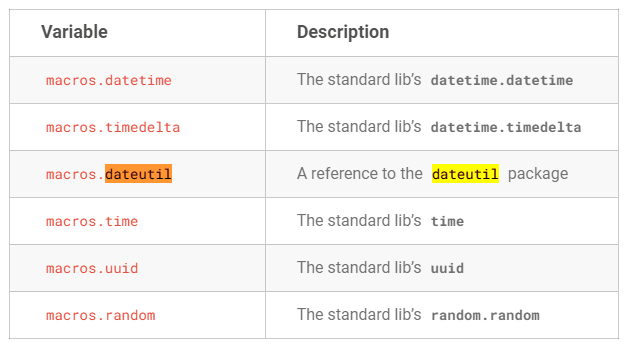 Variable Description
macros.datetime The standard lib’s datetime.datetime
macros.timedelta The standard lib’s datetime.timedelta
macros.dateutil A reference to the dateutil package
macros.time The standard lib’s time
macros.uuid The standard lib’s uuid
macros.random The standard lib’s random.random